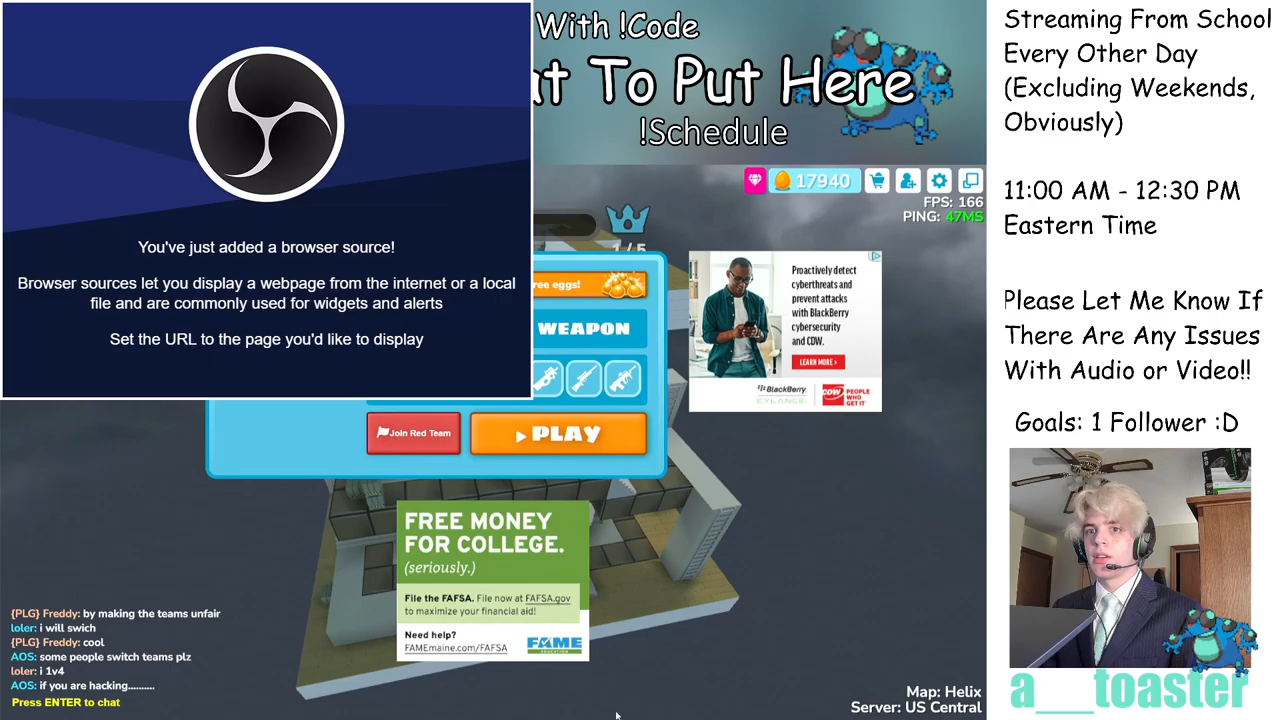 With !Code
at To Put Here
!Schedule
You've just added a browser source!
Browser sources let you display a webpage from the internet or a local
file and are commonly used for widgets and alerts
Set the URL to the page you'd like to display
17940
FPS: 166
PING: 47MS
1 / 5
free eggs!
WEAPON
Join Red Team
PLAY
Proactively detect
cyberthreats and
prevent attacks
with BlackBerry
cybersecurity
and CDW.
LEARN MORE >
BlackBerry
CYLANCE
CDW PEOPLE
WHO
GET IT
FREE MONEY
FOR COLLEGE.
(seriously.)
File the FAFSA. File now at FAFSA.gov
to maximize your financial aid!
Need help?
FAMEmaine.com/FAFSA
FAME
EDUCATION
{PLG} Freddy: by making the teams unfair
loler: i will swich
{PLG} Freddy: cool
AOS: some people switch teams plz
loler: i 1v4
AOS: if you are hacking..........
Press ENTER to chat
Map: Helix
Server: US Central
Streaming From School
Every Other Day
(Excluding Weekends,
Obviously)
11:00 AM - 12:30 PM
Eastern Time
Please Let Me Know If
There Are Any Issues
With Audio or Video!!
Goals: 1 Follower :D
a___toaster